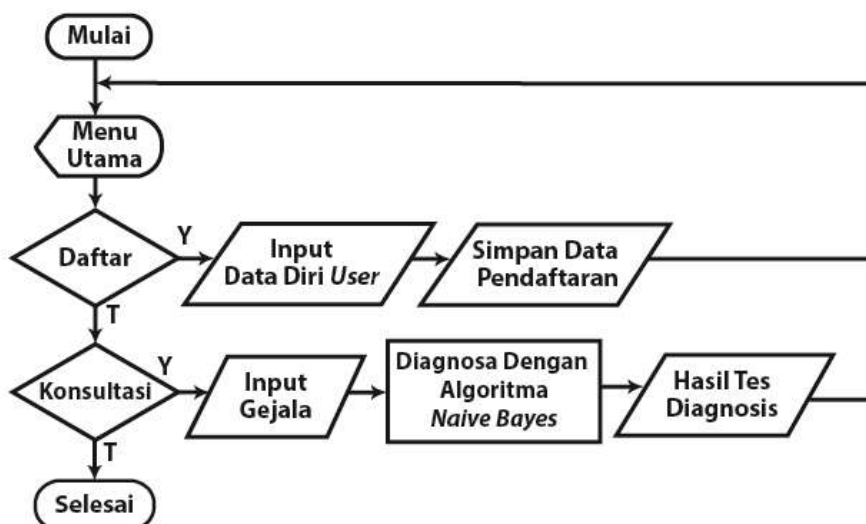 Mulai
Menu
Utama
Daftar
Y
Input
Data Diri User
Simpan Data
Pendaftaran
T
Konsultasi
Y
Input
Gejala
Diagnosa Dengan
Algoritma
Naive Bayes
Hasil Tes
Diagnosis
T
Selesai